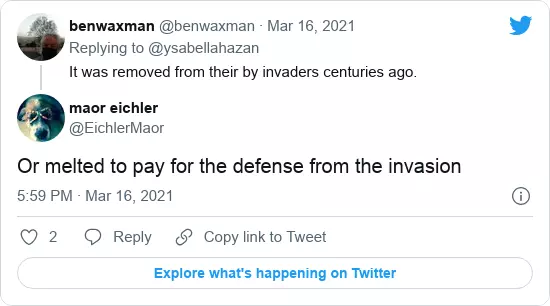 benwaxman @benwaxman · Mar 16, 2021
Replying to @ysabellahazan
It was removed from their by invaders centuries ago.
maor eichler
@EichlerMaor
Or melted to pay for the defense from the invasion
5:59 PM · Mar 16, 2021
2 Reply Copy link to Tweet
Explore what's happening on Twitter